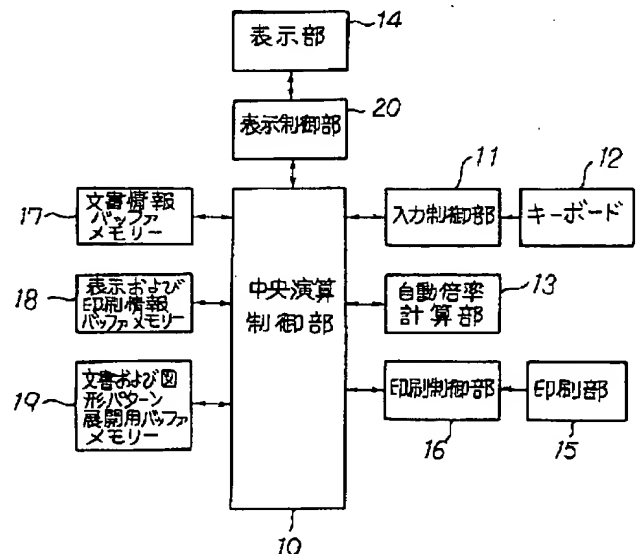 14
表示部
20
表示制御部
17
文書情報
バッファ
メモリー
11
入力制御部
12
キーボード
18
表示および
印刷情報
バッファメモリー
中央演算
制御部
13
自動倍率
計算部
19
文書および図
形パターン
展開用バッファ
メモリー
印刷制御部
16
印刷部
15
10